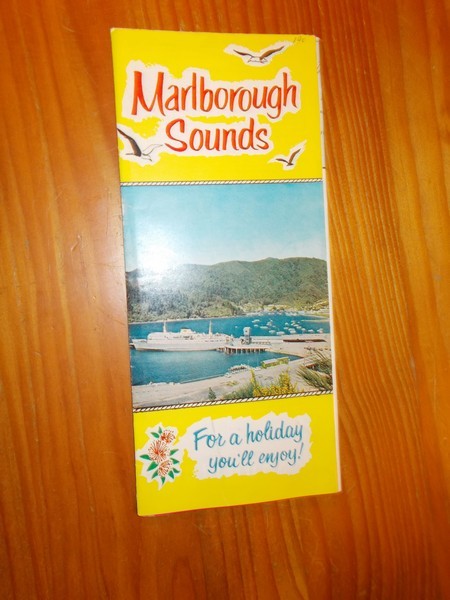 Marlborough
Sounds
For a holiday
you'll enjoy!